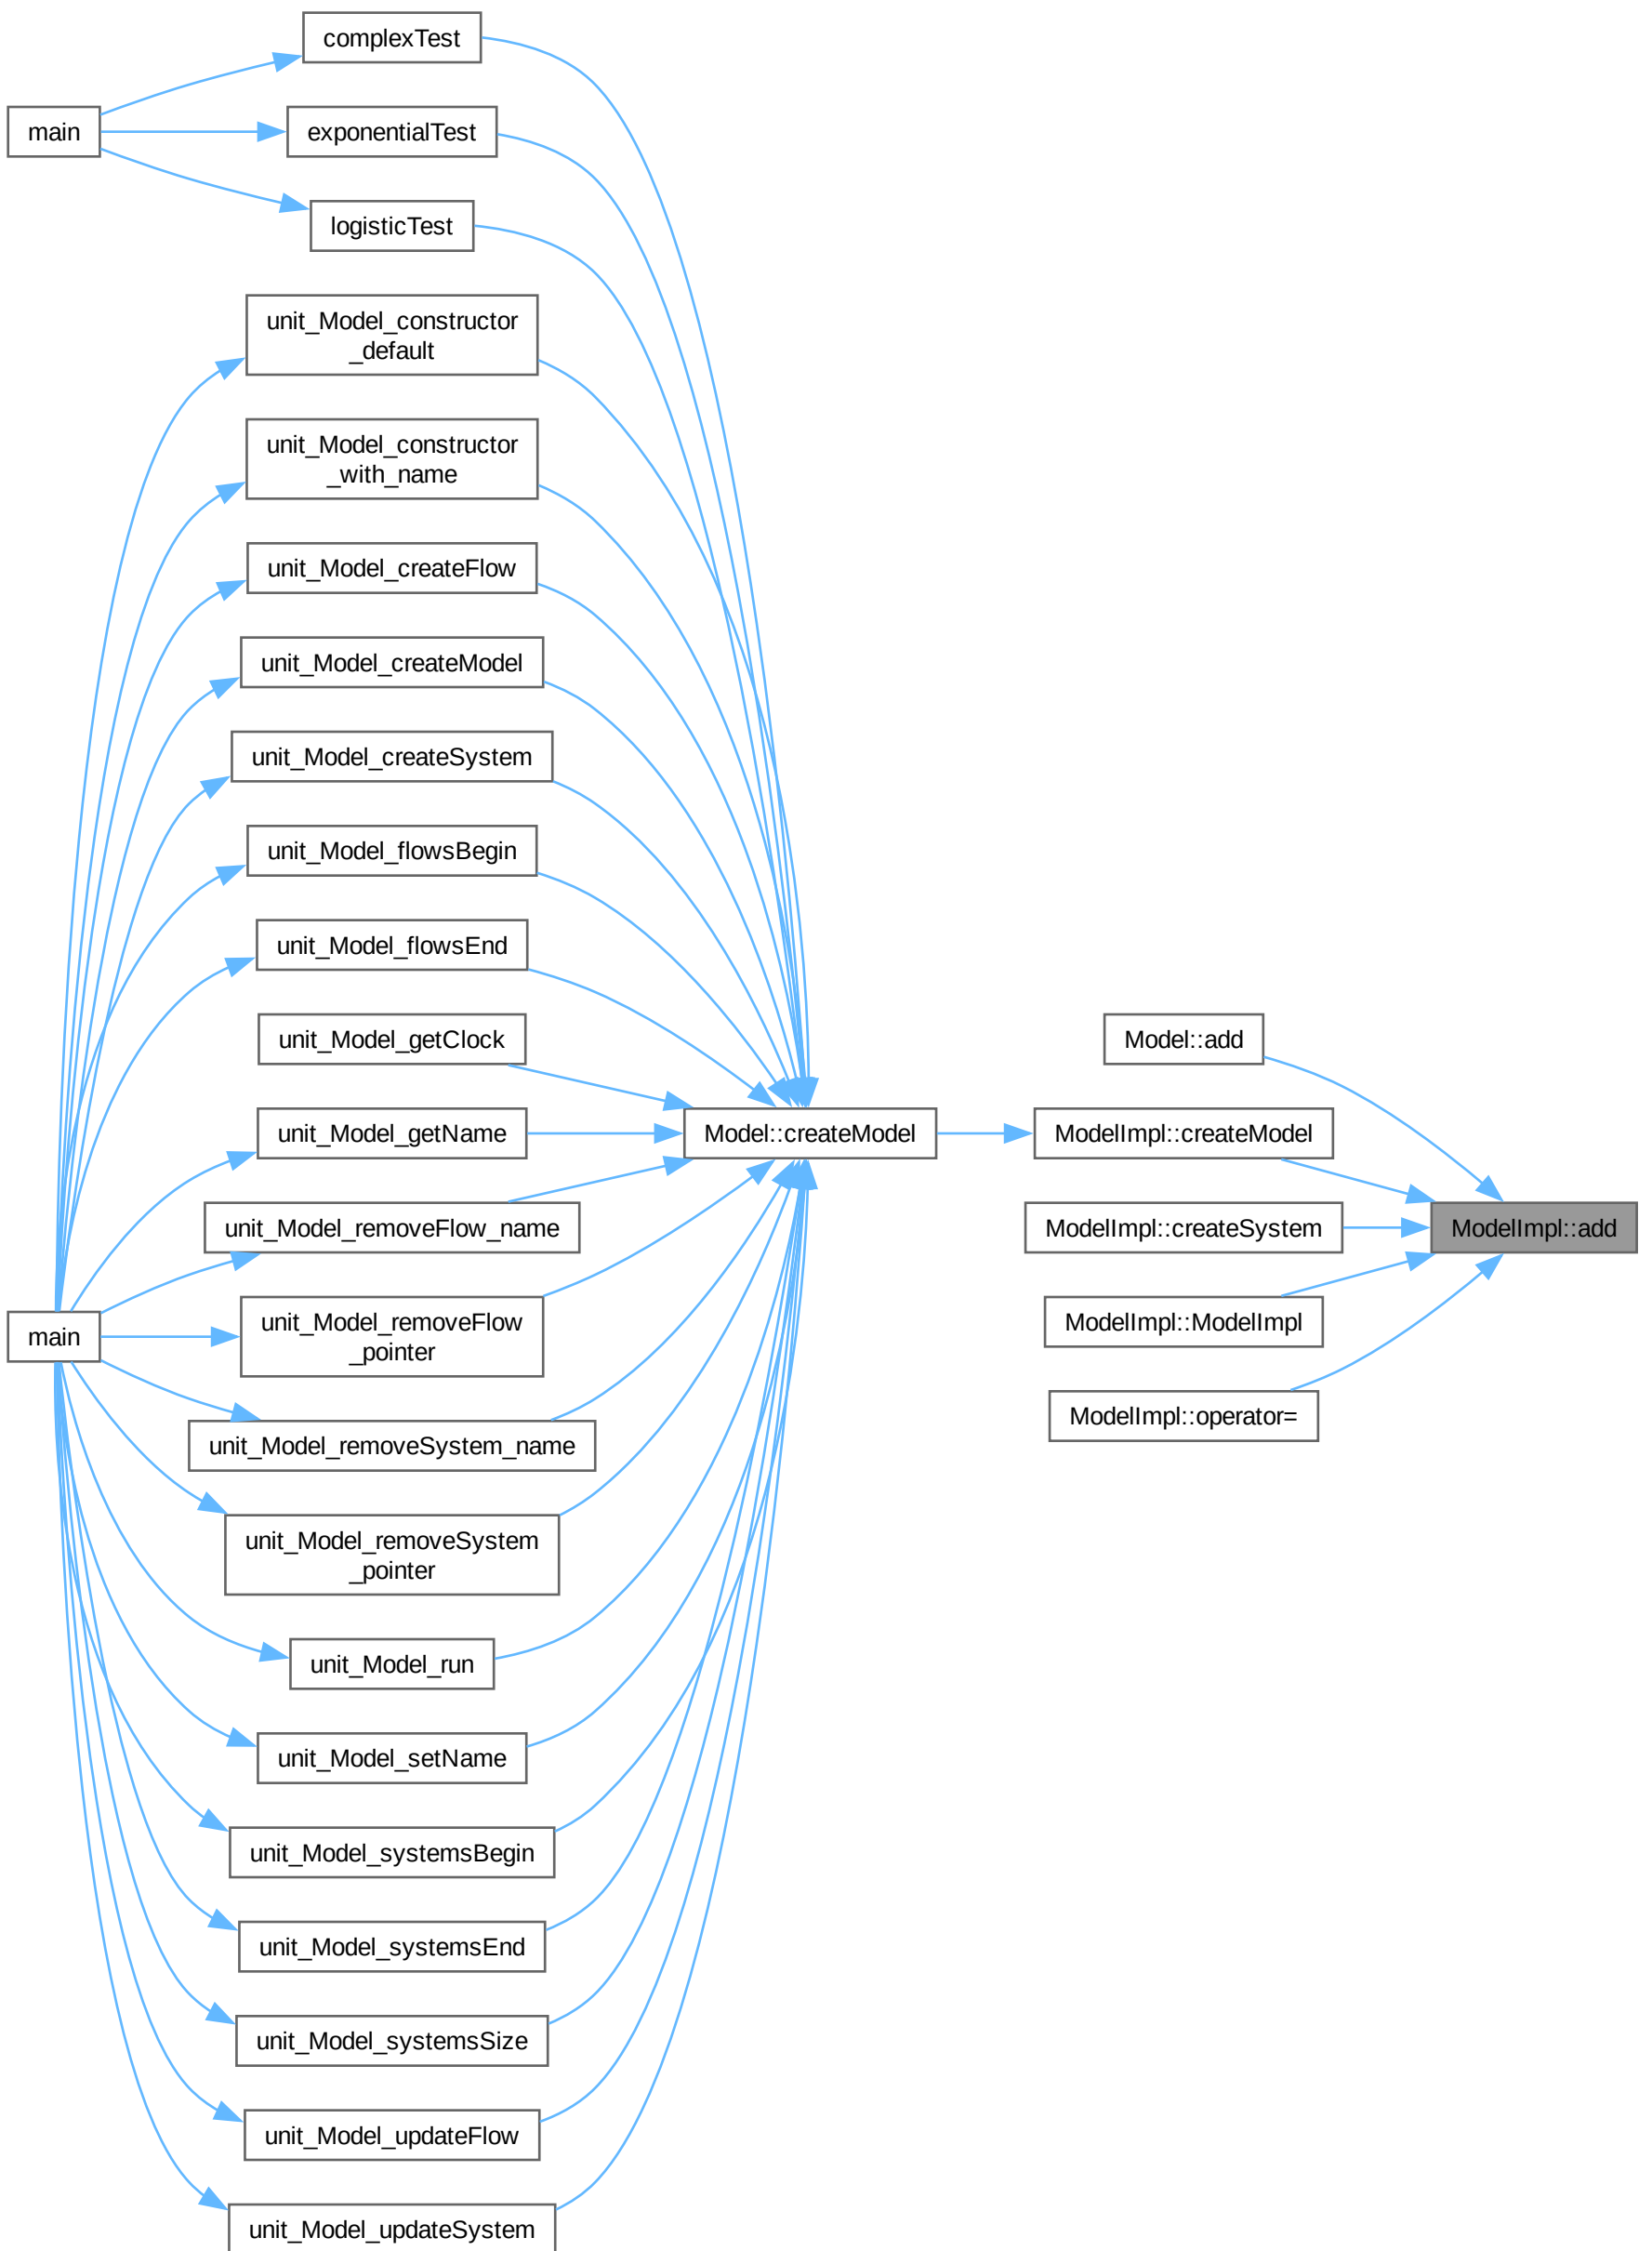 complexTest
main
exponentialTest
logisticTest
unit_Model_constructor
_default
unit_Model_constructor
_with_name
unit_Model_createFlow
unit_Model_createModel
unit_Model_createSystem
unit_Model_flowsBegin
unit_Model_flowsEnd
unit_Model_getClock
unit_Model_getName
unit_Model_removeFlow_name
main
unit_Model_removeFlow
_pointer
unit_Model_removeSystem_name
unit_Model_removeSystem
_pointer
unit_Model_run
unit_Model_setName
unit_Model_systemsBegin
unit_Model_systemsEnd
unit_Model_systemsSize
unit_Model_updateFlow
unit_Model_updateSystem
Model::createModel
Model::add
ModelImpl::createModel
ModelImpl::createSystem
ModelImpl::ModelImpl
ModelImpl::operator=
ModelImpl::add